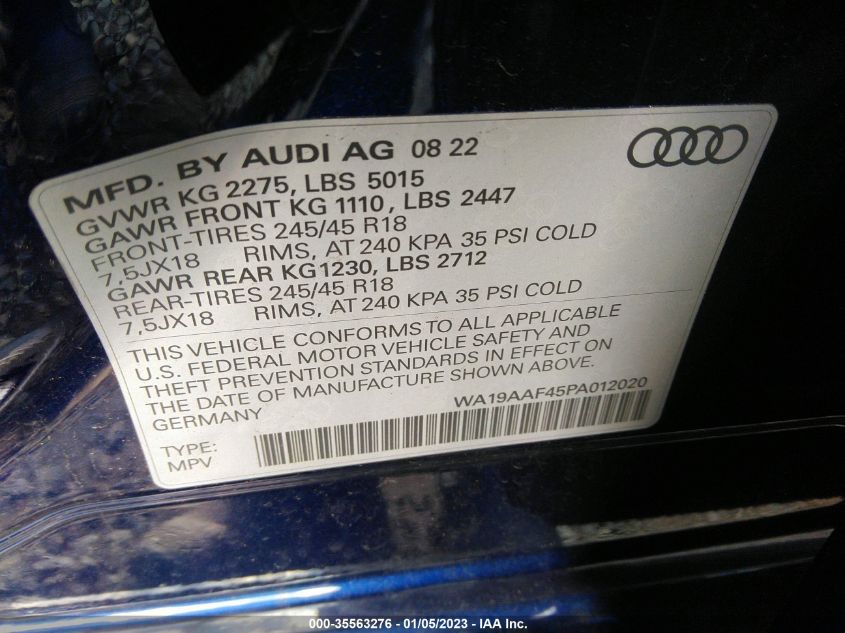 MFD. BY AUDI AG 08 22
GVWR KG 2275, LBS 5015
GAWR FRONT KG 1110, LBS 2447
FRONT-TIRES 245/45 R18
7,5JX18 RIMS, AT 240 KPA 35 PSI COLD
GAWR REAR KG1230, LBS 2712
REAR-TIRES 245/45 R18
7,5JX18 RIMS, AT 240 KPA 35 PSI COLD
THIS VEHICLE CONFORMS TO ALL APPLICABLE
U.S. FEDERAL MOTOR VEHICLE SAFETY AND
THEFT PREVENTION STANDARDS IN EFFECT ON
THE DATE OF MANUFACTURE SHOWN ABOVE.
GERMANY WA19AAF45PA012020
TYPE:
MPV
000-35563276 - 01/05/2023 - IAA Inc.